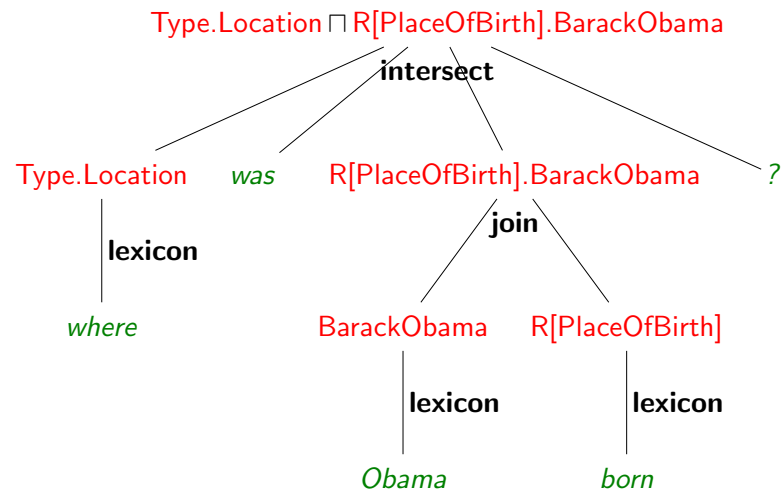 Type.Location ⊓ R[PlaceOfBirth].BarackObama
intersect
Type.Location was R[PlaceOfBirth].BarackObama ?
join
lexicon
where BarackObama R[PlaceOfBirth]
lexicon lexicon
Obama born